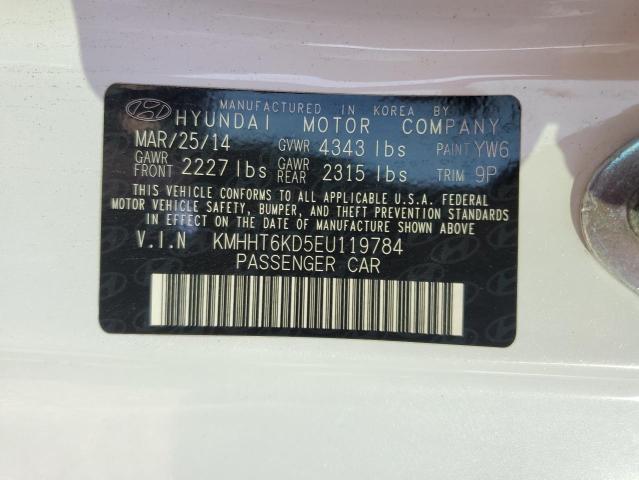 MANUFACTURED IN KOREA BY
HYUNDAI MOTOR COMPANY
MAR/25/14 GVWR 4343 lbs PAINT YW6
GAWR FRONT 2227 lbs GAWR REAR 2315 lbs TRIM 9P
THIS VEHICLE CONFORMS TO ALL APPLICABLE U.S.A. FEDERAL
MOTOR VEHICLE SAFETY, BUMPER, AND THEFT PREVENTION STANDARDS
IN EFFECT ON THE DATE OF MANUFACTURE SHOWN ABOVE
V.I.N KMHHT6KD5EU119784
PASSENGER CAR